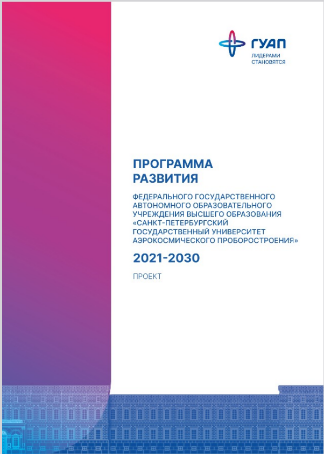 ГУАП
ЛИДЕРАМИ
СТАНОВЯТСЯ
ПРОГРАММА
РАЗВИТИЯ
ФЕДЕРАЛЬНОГО ГОСУДАРСТВЕННОГО
АВТОНОМНОГО ОБРАЗОВАТЕЛЬНОГО
УЧРЕЖДЕНИЯ ВЫСШЕГО ОБРАЗОВАНИЯ
«САНКТ-ПЕТЕРБУРГСКИЙ
ГОСУДАРСТВЕННЫЙ УНИВЕРСИТЕТ
АЭРОКОСМИЧЕСКОГО ПРОБОРОСТРОЕНИЯ»
2021-2030
ПРОЕКТ